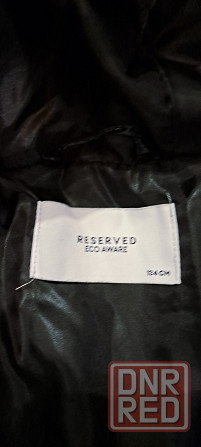 RESERVED
ECO AWARE
134 CM
DNR
RED